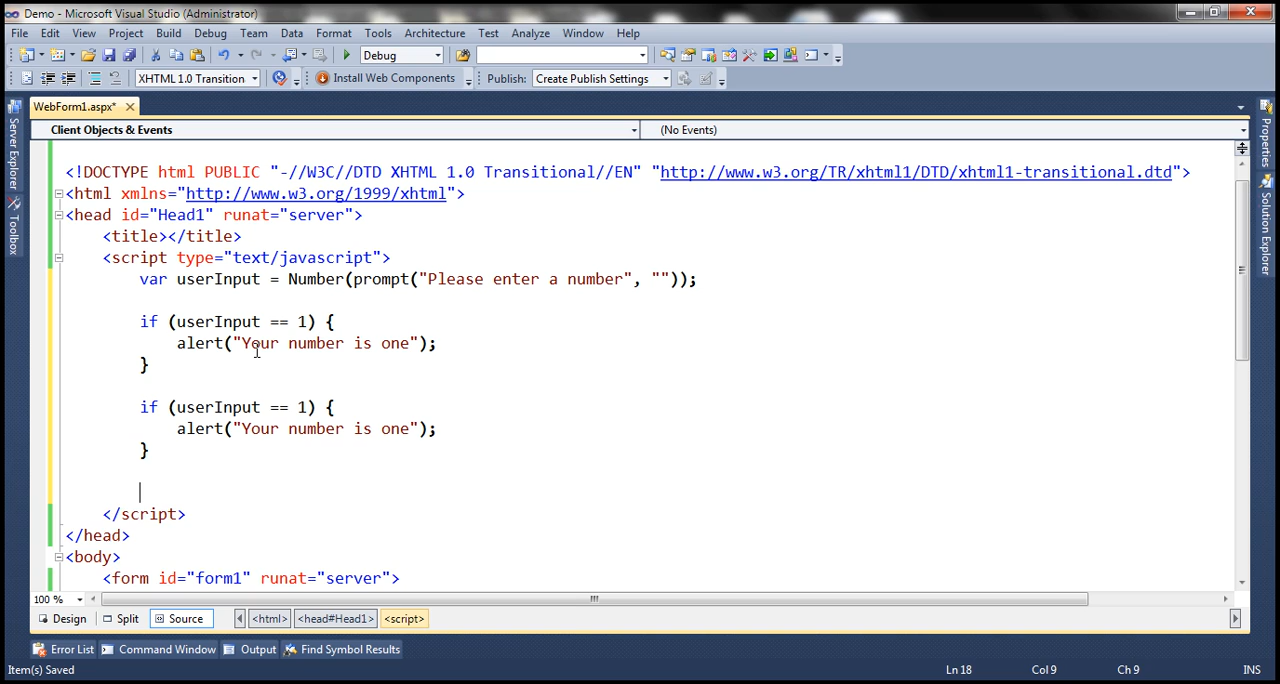 Demo - Microsoft Visual Studio (Administrator)
File Edit View Project Build Debug Team Data Format Tools Architecture Test Analyze Window Help
Debug
XHTML 1.0 Transition Install Web Components Publish: Create Publish Settings
WebForm1.aspx*
Client Objects & Events (No Events)
Server Explorer
Toolbox
Properties
Solution Explorer
<!DOCTYPE html PUBLIC "-//W3C//DTD XHTML 1.0 Transitional//EN" "http://www.w3.org/TR/xhtml1/DTD/xhtml1-transitional.dtd">
<html xmlns="http://www.w3.org/1999/xhtml">
<head id="Head1" runat="server">
<title></title>
<script type="text/javascript">
var userInput = Number(prompt("Please enter a number", ""));
if (userInput == 1) {
alert("Your number is one");
}
if (userInput == 1) {
alert("Your number is one");
}
</script>
</head>
<body>
<form id="form1" runat="server">
100 %
Design Split Source <html> <head#Head1> <script>
Error List Command Window Output Find Symbol Results
Item(s) Saved Ln 18 Col 9 Ch 9 INS